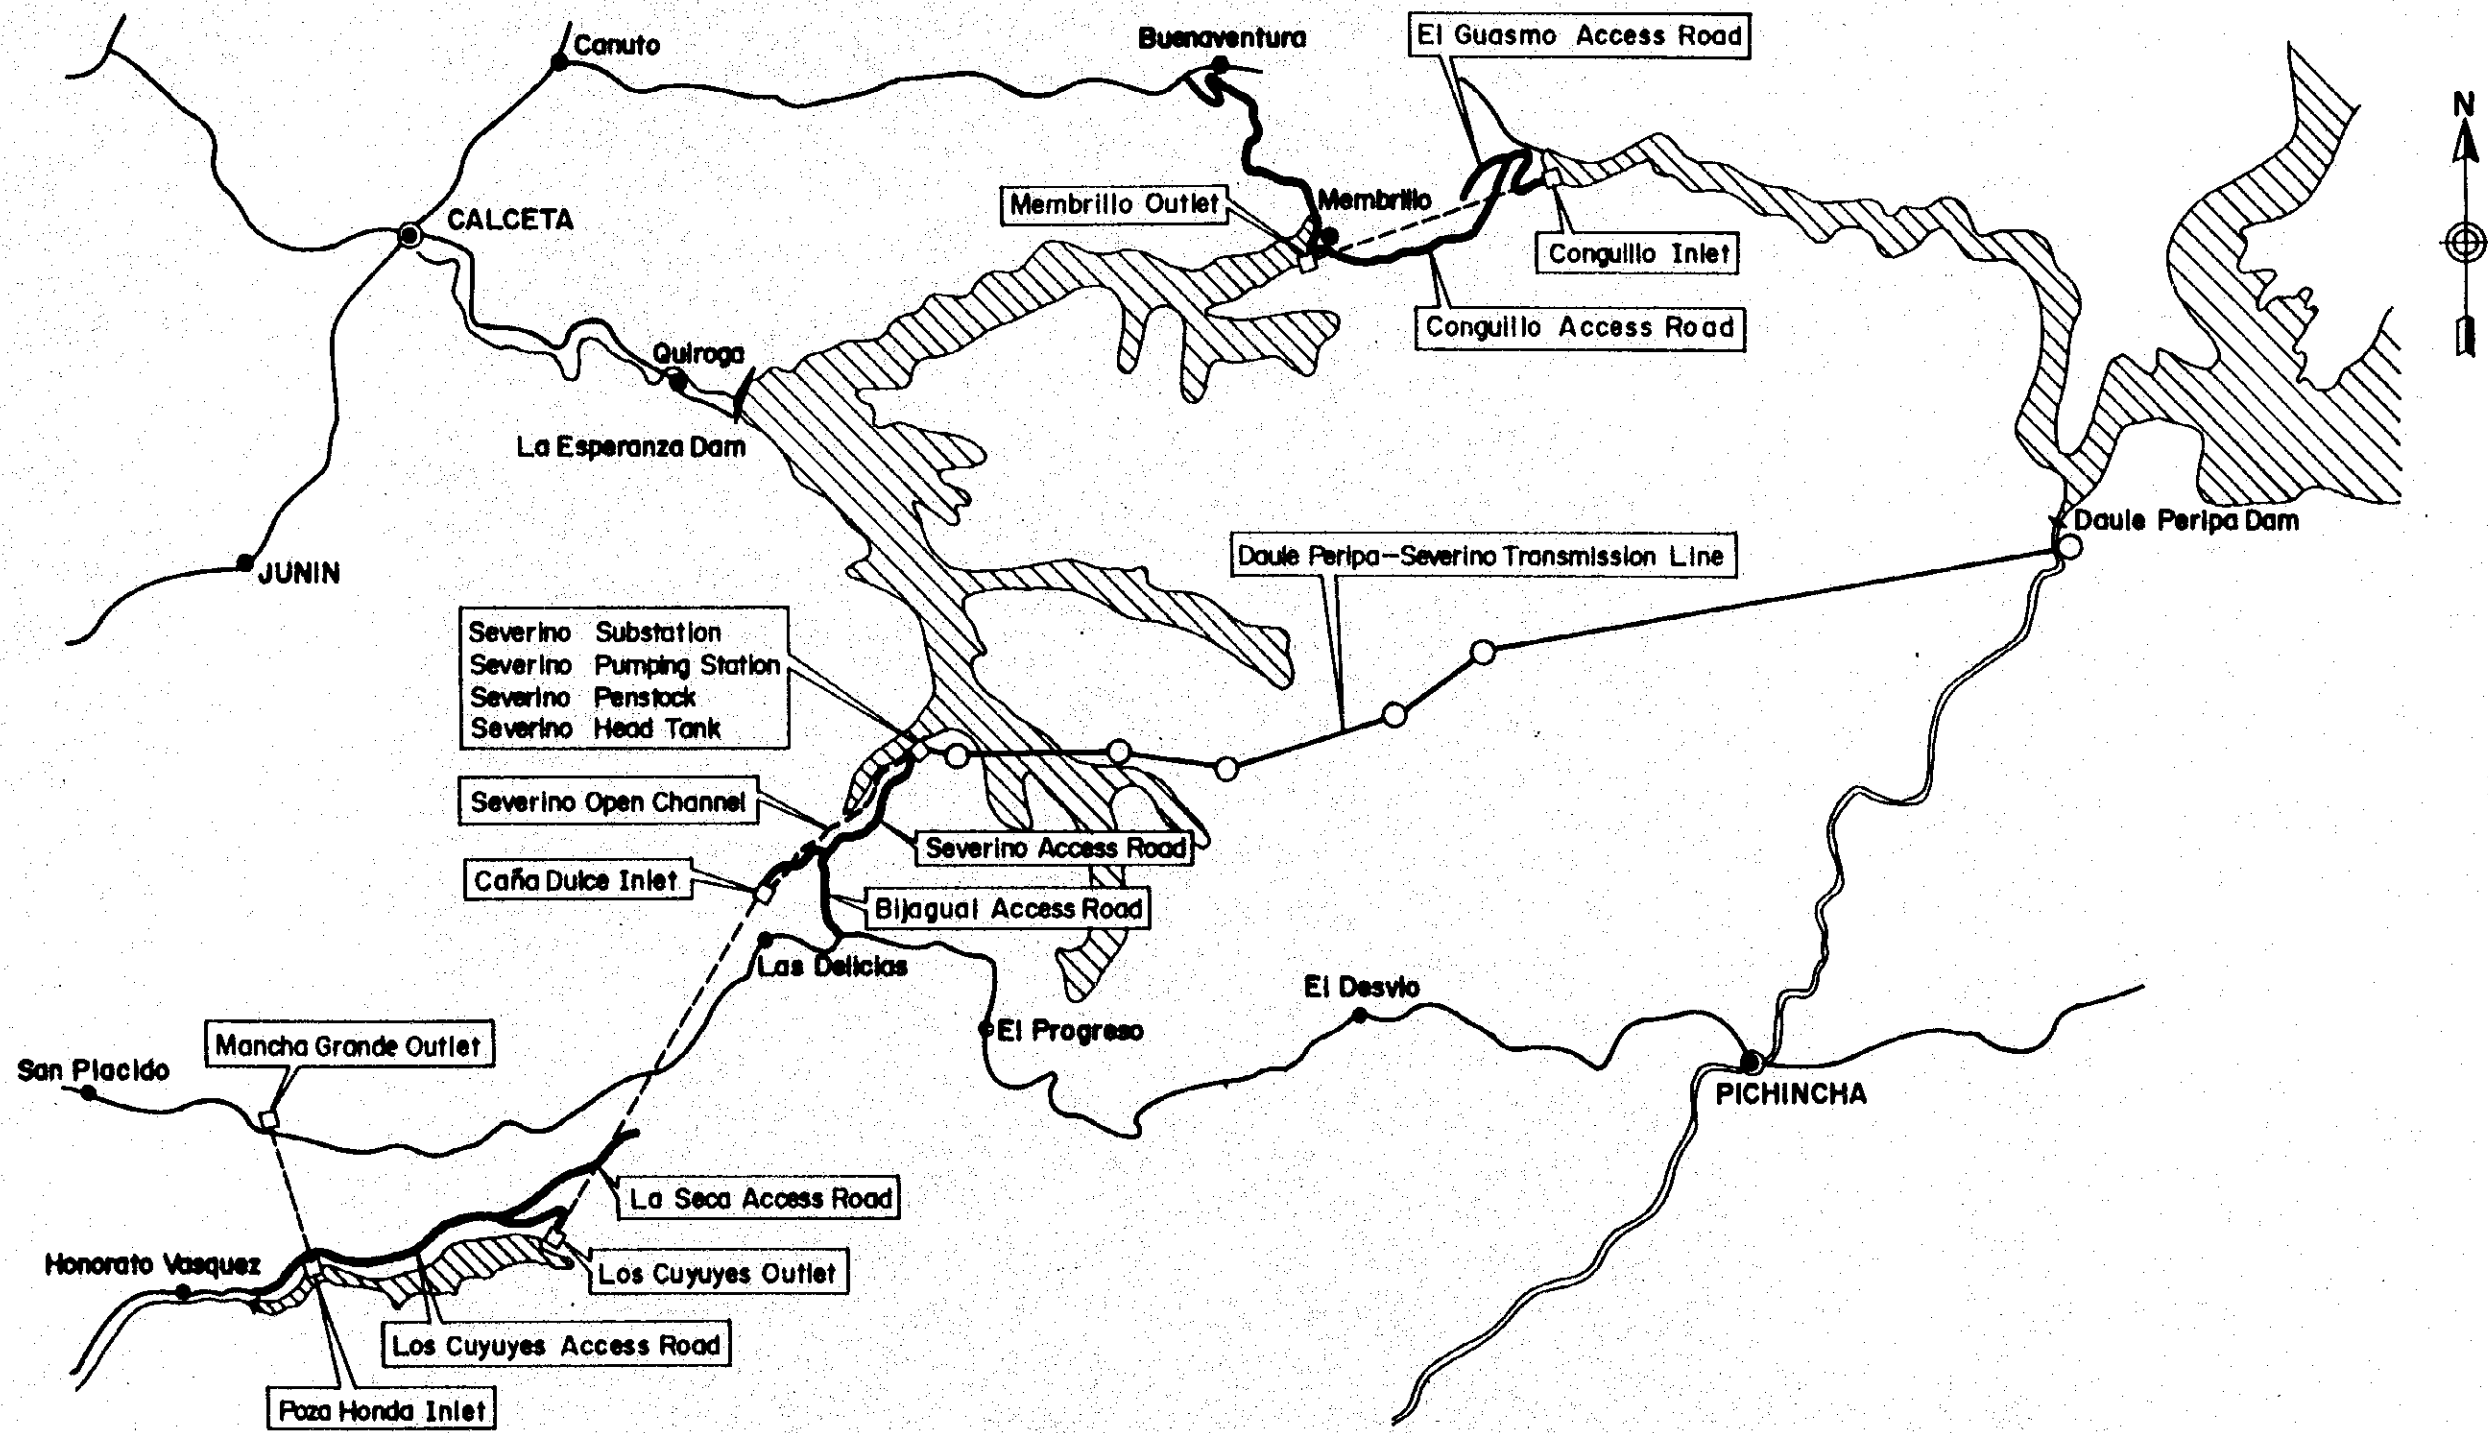 Canuto
Buenaventura
El Guasmo Access Road
N
Membrillo Outlet
Membrillo
CALCETA
Conguillo Inlet
Conguillo Access Road
Quiroga
La Esperanza Dam
Daule Peripa Dam
Daule Peripa-Severino Transmission Line
JUNIN
Severino Substation
Severino Pumping Station
Severino Penstock
Severino Head Tank
Severino Open Channel
Severino Access Road
Caña Dulce Inlet
Bijagual Access Road
Las Delicias
El Desvio
El Progreso
Mancha Grande Outlet
San Placido
PICHINCHA
La Seca Access Road
Honorato Vasquez
Los Cuyuyes Outlet
Los Cuyuyes Access Road
Poza Honda Inlet